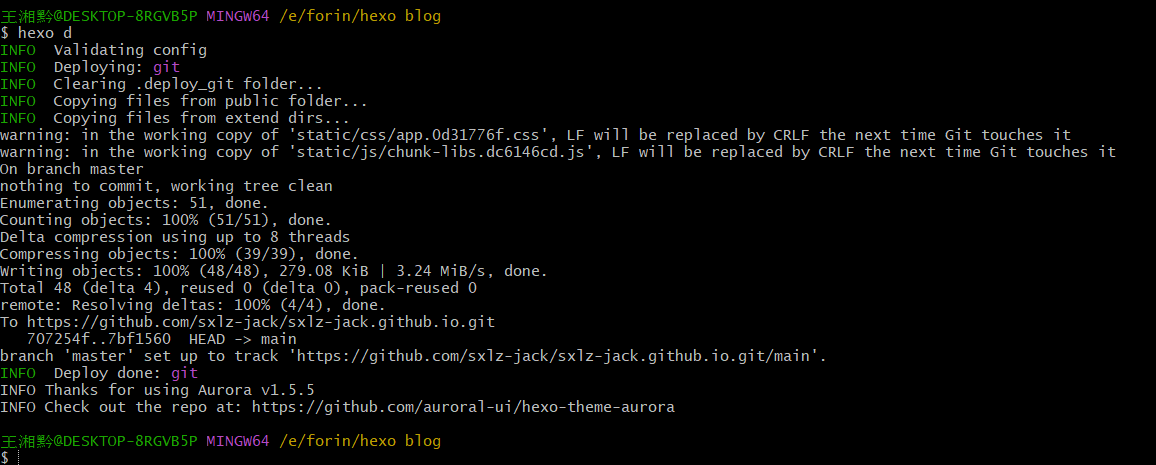 王湘黔@DESKTOP-8RGVB5P MINGW64 /e/forin/hexo blog
$ hexo d
INFO  Validating config
INFO  Deploying: git
INFO  Clearing .deploy_git folder...
INFO  Copying files from public folder...
INFO  Copying files from extend dirs...
warning: in the working copy of 'static/css/app.0d31776f.css', LF will be replaced by CRLF the next time Git touches it
warning: in the working copy of 'static/js/chunk-libs.dc6146cd.js', LF will be replaced by CRLF the next time Git touches it
On branch master
nothing to commit, working tree clean
Enumerating objects: 51, done.
Counting objects: 100% (51/51), done.
Delta compression using up to 8 threads
Compressing objects: 100% (39/39), done.
Writing objects: 100% (48/48), 279.08 KiB | 3.24 MiB/s, done.
Total 48 (delta 4), reused 0 (delta 0), pack-reused 0
remote: Resolving deltas: 100% (4/4), done.
To https://github.com/sxlz-jack/sxlz-jack.github.io.git
   707254f..7bf1560  HEAD -> main
branch 'master' set up to track 'https://github.com/sxlz-jack/sxlz-jack.github.io.git/main'.
INFO  Deploy done: git
INFO Thanks for using Aurora v1.5.5
INFO Check out the repo at: https://github.com/auroral-ui/hexo-theme-aurora
王湘黔@DESKTOP-8RGVB5P MINGW64 /e/forin/hexo blog
$